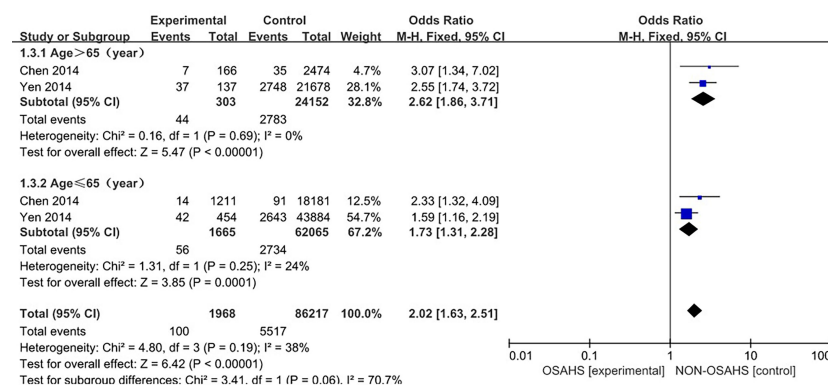 Experimental Control Odds Ratio Odds Ratio
Study or Subgroup Events Total Events Total Weight M-H, Fixed, 95% CI M-H, Fixed, 95% CI
1.3.1 Age＞65（year）
Chen 2014 7 166 35 2474 4.7% 3.07 [1.34, 7.02]
Yen 2014 37 137 2748 21678 28.1% 2.55 [1.74, 3.72]
Subtotal (95% CI) 303 24152 32.8% 2.62 [1.86, 3.71]
Total events 44 2783
Heterogeneity: Chi² = 0.16, df = 1 (P = 0.69); I² = 0%
Test for overall effect: Z = 5.47 (P < 0.00001)
1.3.2 Age≤65（year）
Chen 2014 14 1211 91 18181 12.5% 2.33 [1.32, 4.09]
Yen 2014 42 454 2643 43884 54.7% 1.59 [1.16, 2.19]
Subtotal (95% CI) 1665 62065 67.2% 1.73 [1.31, 2.28]
Total events 56 2734
Heterogeneity: Chi² = 1.31, df = 1 (P = 0.25); I² = 24%
Test for overall effect: Z = 3.85 (P = 0.0001)
Total (95% CI) 1968 86217 100.0% 2.02 [1.63, 2.51]
Total events 100 5517
Heterogeneity: Chi² = 4.80, df = 3 (P = 0.19); I² = 38%
Test for overall effect: Z = 6.42 (P < 0.00001)
Test for subgroup differences: Chi² = 3.41, df = 1 (P = 0.06), I² = 70.7%
0.01 0.1 1 10 100
OSAHS [experimental] NON-OSAHS [control]